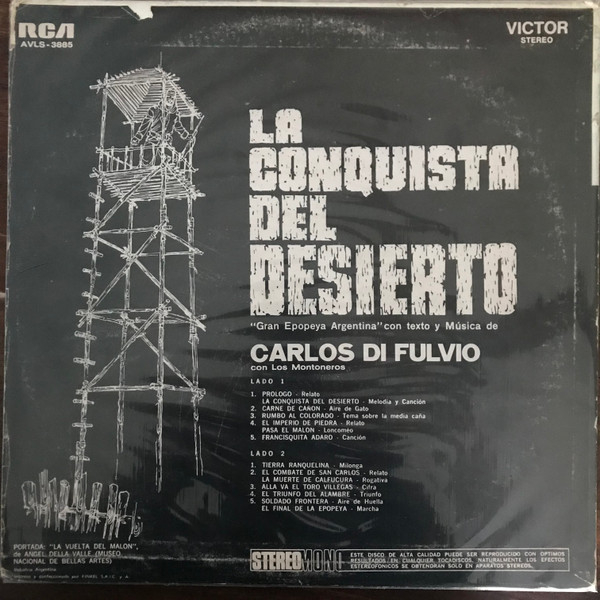 RCA
AVLS-3885
VICTOR
STEREO
LA
CONQUISTA
DEL
DESIERTO
"Gran Epopeya Argentina" con texto y Música de
CARLOS DI FULVIO
con Los Montoneros
LADO 1
1. PROLOGO - Relato
LA CONQUISTA DEL DESIERTO - Melodía y Canción
2. CARNE DE CAÑON - Aire de Gato
3. RUMBO AL COLORADO - Tema sobre la media caña
4. EL IMPERIO DE PIEDRA - Relato
PASA EL MALON - Loncomeo
5. FRANCISQUITA ADARO - Canción
LADO 2
1. TIERRA RANQUELINA - Milonga
2. EL COMBATE DE SAN CARLOS - Relato
LA MUERTE DE CALFUCURA - Rogativa
3. ALLA VA EL TORO VILLEGAS - Cifra
4. EL TRIUNFO DEL ALAMBRE - Triunfo
5. SOLDADO FRONTERA - Aire de Huella
EL FINAL DE LA EPOPEYA - Marcha
PORTADA: "LA VUELTA DEL MALON",
de ANGEL DELLA VALLE (MUSEO
NACIONAL DE BELLAS ARTES)
Industria Argentina
STEREO MONO
ESTE DISCO DE ALTA CALIDAD PUEDE SER REPRODUCIDO CON OPTIMOS
RESULTADOS EN CUALQUIER TOCADISCOS. NATURALMENTE LOS EFECTOS
ESTEREOFONICOS SE OBTENDRAN SOLO EN APARATOS STEREOS.